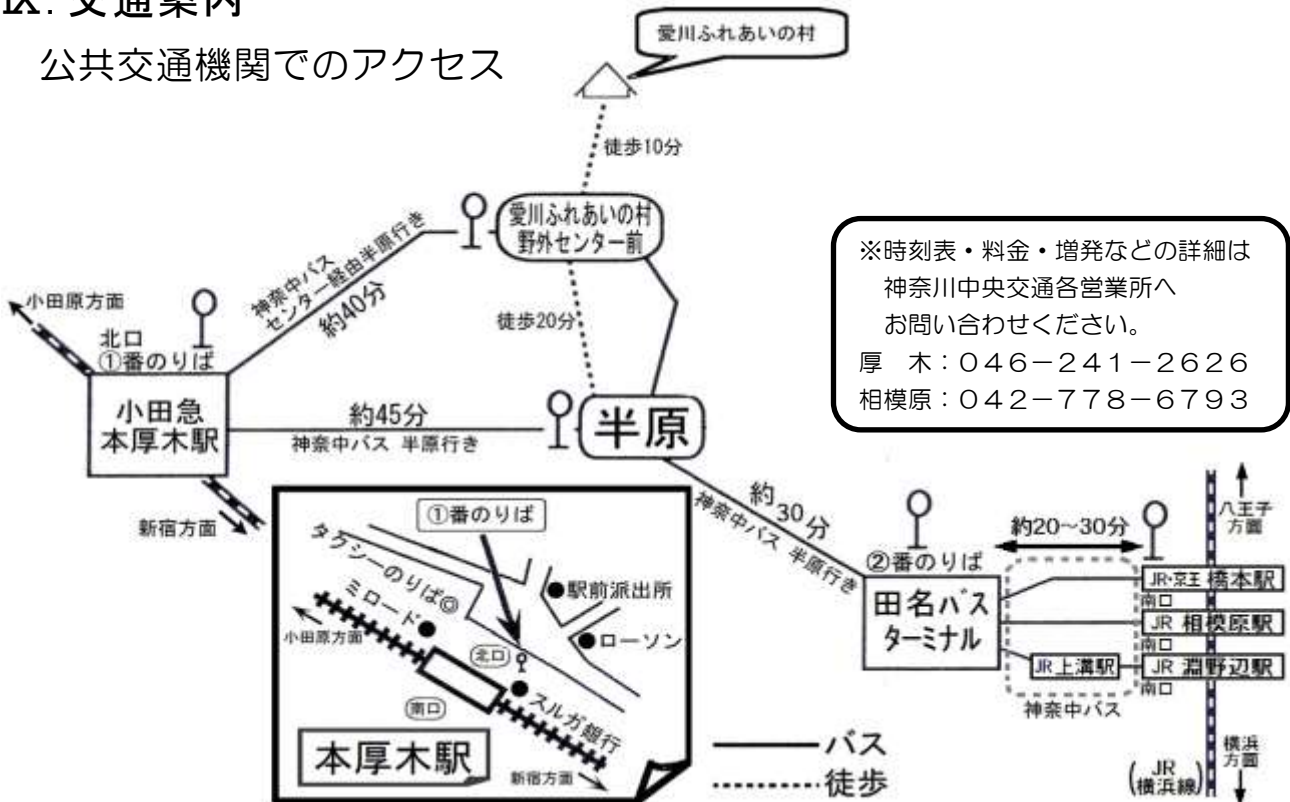 Ⅸ. 交通案内
公共交通機関でのアクセス
愛川ふれあいの村
徒歩10分
愛川ふれあいの村
野外センター前
神奈中バス
センター経由半原行き
約40分
徒歩20分
小田原方面
北口
①番のりば
小田急
本厚木駅
新宿方面
約45分
神奈中バス 半原行き
半原
※時刻表・料金・増発などの詳細は
神奈川中央交通各営業所へ
お問い合わせください。
厚　木：０４６－２４１－２６２６
相模原：０４２－７７８－６７９３
約30分
神奈中バス 半原行き
②番のりば
田名バス
ターミナル
約20～30分
八王子
方面
JR・京王 橋本駅
南口
JR 相模原駅
南口
JR上溝駅
JR 淵野辺駅
南口
神奈中バス
横浜
方面
(JR
横浜線)
①番のりば
タクシーのりば◎
駅前派出所
ミロード
ローソン
小田原方面
北口
南口
スルガ銀行
本厚木駅
新宿方面
バス
徒歩